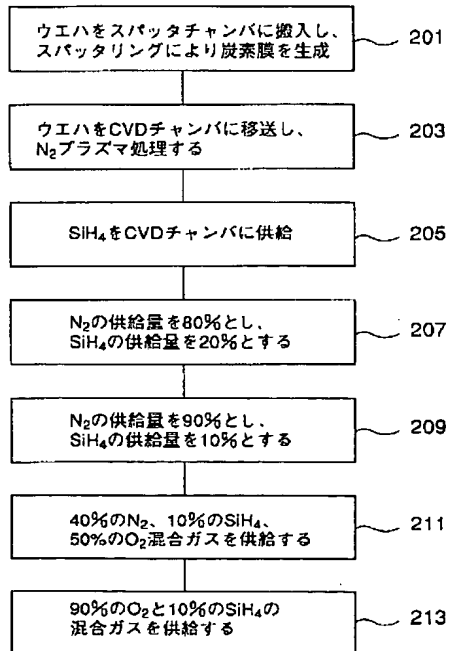 ウエハをスパッタチャンバに搬入し、
スパッタリングにより炭素膜を生成
201
ウエハをCVDチャンバに移送し、
N₂プラズマ処理する
203
SiH₄をCVDチャンバに供給
205
N₂の供給量を80%とし、
SiH₄の供給量を20%とする
207
N₂の供給量を90%とし、
SiH₄の供給量を10%とする
209
40%のN₂、10%のSiH₄、
50%のO₂混合ガスを供給する
211
90%のO₂と10%のSiH₄の
混合ガスを供給する
213